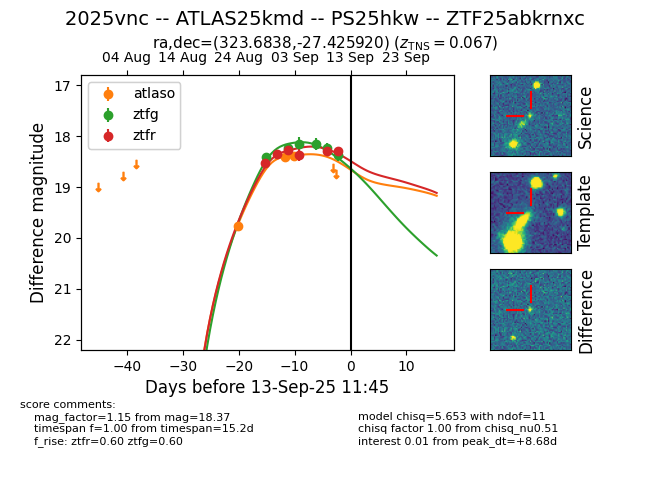 2025vnc -- ATLAS25kmd -- PS25hkw -- ZTF25abkrnxc
ra,dec=(323.6838,-27.425920) (zTNS = 0.067)
04 Aug 14 Aug 24 Aug 03 Sep 13 Sep 23 Sep
atlaso
ztfg
ztfr
17
18
19
20
21
22
Difference magnitude
−40 −30 −20 −10 0 10
Days before 13-Sep-25 11:45
Science
Template
Difference
score comments:
mag_factor=1.15 from mag=18.37
timespan f=1.00 from timespan=15.2d
f_rise: ztfr=0.60 ztfg=0.60
model chisq=5.653 with ndof=11
chisq factor 1.00 from chisq_nu0.51
interest 0.01 from peak_dt=+8.68d